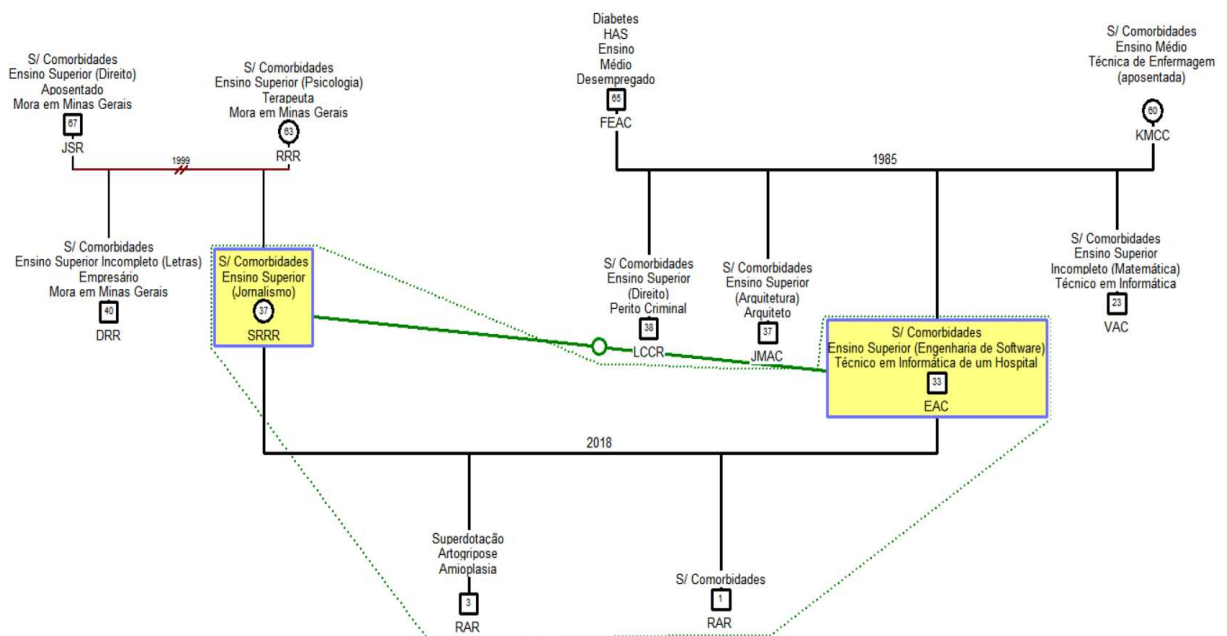 S/ Comorbidades
Ensino Superior (Direito)
Aposentado
Mora em Minas Gerais
67
JSR
S/ Comorbidades
Ensino Superior (Psicologia)
Terapeuta
Mora em Minas Gerais
63
RRR
Diabetes
HAS
Ensino
Médio
Desempregado
65
FEAC
S/ Comorbidades
Ensino Médio
Técnica de Enfermagem
(aposentada)
60
KMCC
1999
1985
S/ Comorbidades
Ensino Superior Incompleto (Letras)
Empresário
Mora em Minas Gerais
40
DRR
S/ Comorbidades
Ensino Superior
(Jornalismo)
37
SRRR
S/ Comorbidades
Ensino Superior
(Direito)
Perito Criminal
38
LCCR
S/ Comorbidades
Ensino Superior
(Arquitetura)
Arquiteto
37
JMAC
S/ Comorbidades
Ensino Superior (Engenharia de Software)
Técnico em Informática de um Hospital
33
EAC
S/ Comorbidades
Ensino Superior
Incompleto (Matemática)
Técnico em Informática
23
VAC
2018
Superdotação
Artogripose
Amioplasia
3
RAR
S/ Comorbidades
1
RAR